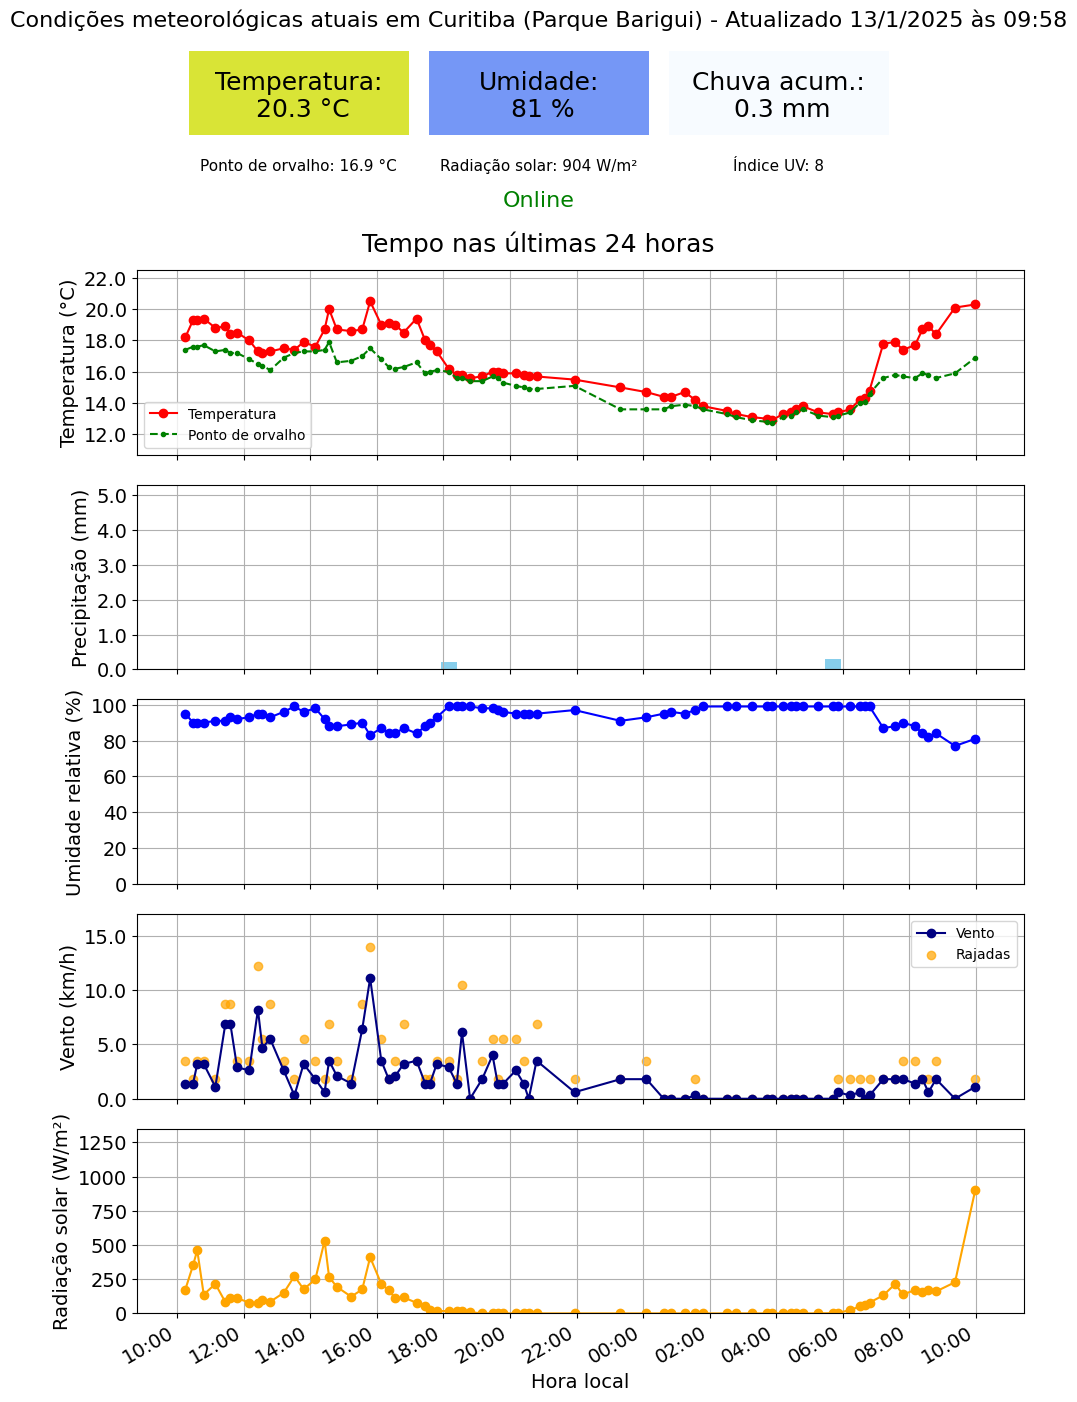 Condições meteorológicas atuais em Curitiba (Parque Barigui) - Atualizado 13/1/2025 às 09:58
Temperatura:
20.3 °C
Umidade:
81 %
Chuva acum.:
0.3 mm
Ponto de orvalho: 16.9 °C
Radiação solar: 904 W/m²
Índice UV: 8
Online
Tempo nas últimas 24 horas
Temperatura (°C)
22.0
20.0
18.0
16.0
14.0
12.0
Temperatura
Ponto de orvalho
Precipitação (mm)
5.0
4.0
3.0
2.0
1.0
0.0
Umidade relativa (%)
100
80
60
40
20
0
Vento (km/h)
15.0
10.0
5.0
0.0
Vento
Rajadas
Radiação solar (W/m²)
1250
1000
750
500
250
0
10:00
12:00
14:00
16:00
18:00
20:00
22:00
00:00
02:00
04:00
06:00
08:00
10:00
Hora local